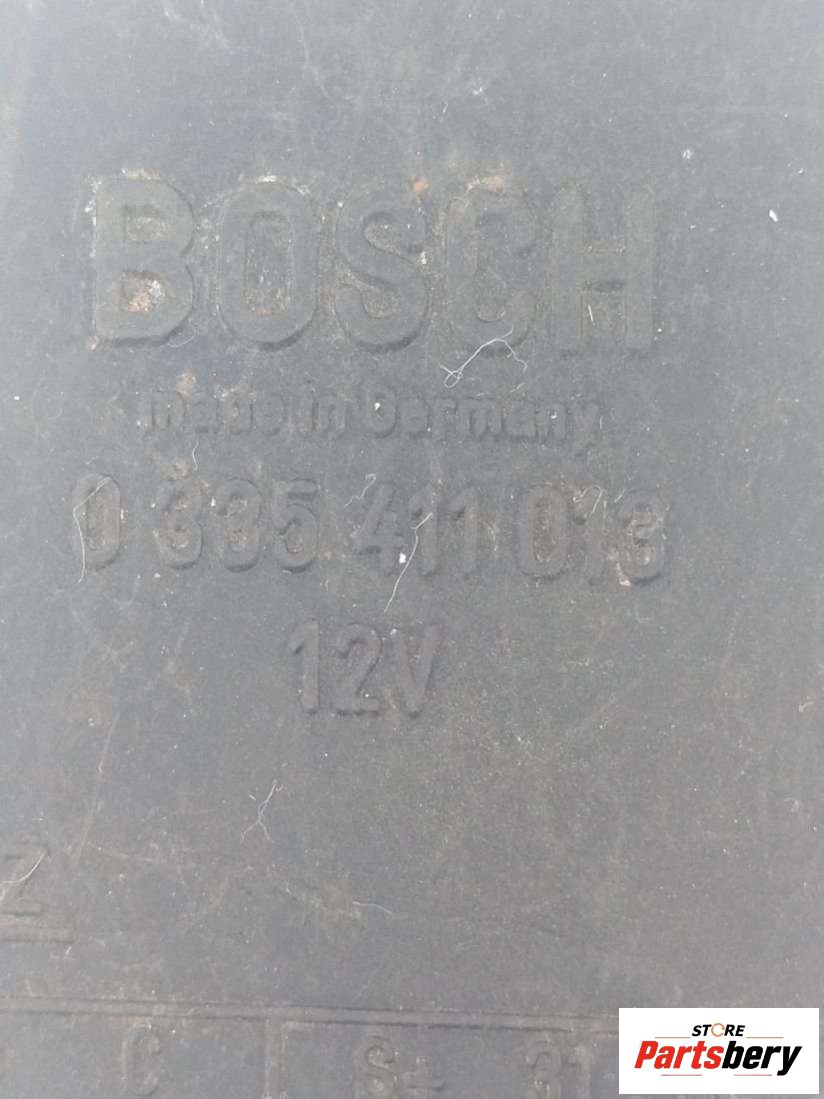 BOSCH
made in Germany
0 335 411 013
12V
Z
C S= 31
STORE
Partsbery